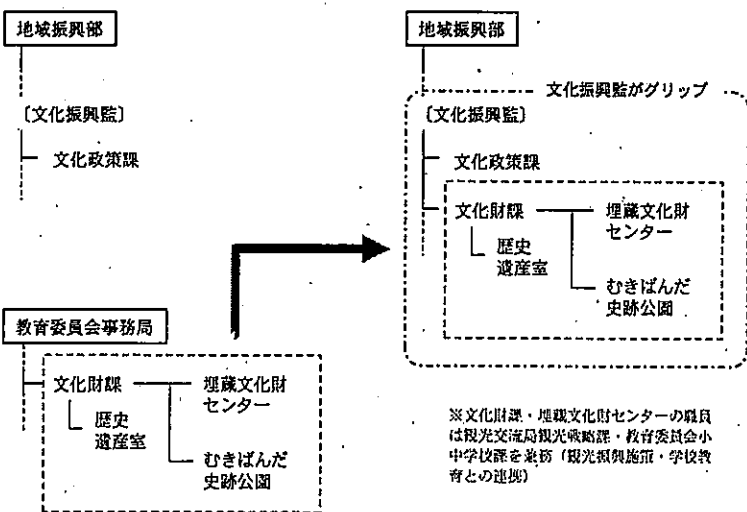 地域振興部
〔文化振興監〕
文化政策課
教育委員会事務局
文化財課
歴史
遺産室
埋蔵文化財
センター
むきばんだ
史跡公園
地域振興部
文化振興監がグリップ
〔文化振興監〕
文化政策課
文化財課
歴史
遺産室
埋蔵文化財
センター
むきばんだ
史跡公園
※文化財課・埋蔵文化財センターの職員
は観光交流局観光戦略課・教育委員会小
中学校課を兼務（観光振興施策・学校教
育との連携）